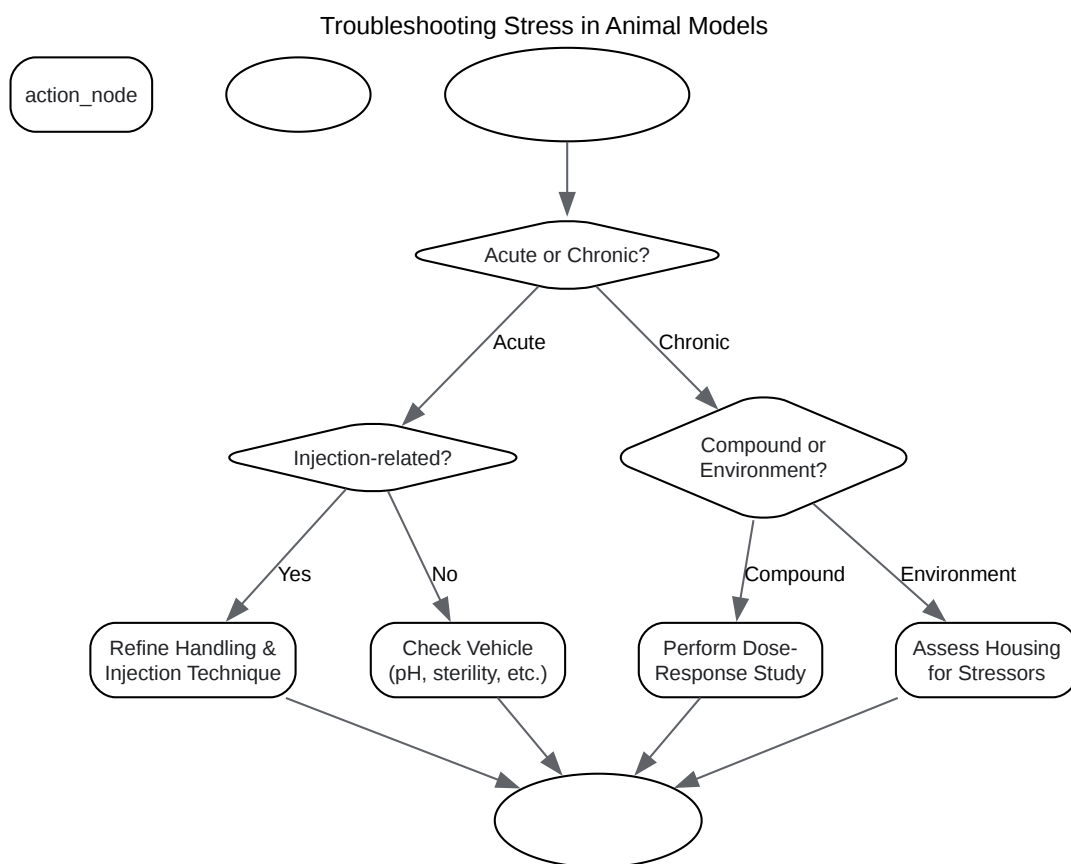 Troubleshooting Stress in Animal Models
action_node
Acute or Chronic?
Acute
Chronic
Injection-related?
Compound or
Environment?
Yes
No
Compound
Environment
Refine Handling &
Injection Technique
Check Vehicle
(pH, sterility, etc.)
Perform Dose-
Response Study
Assess Housing
for Stressors